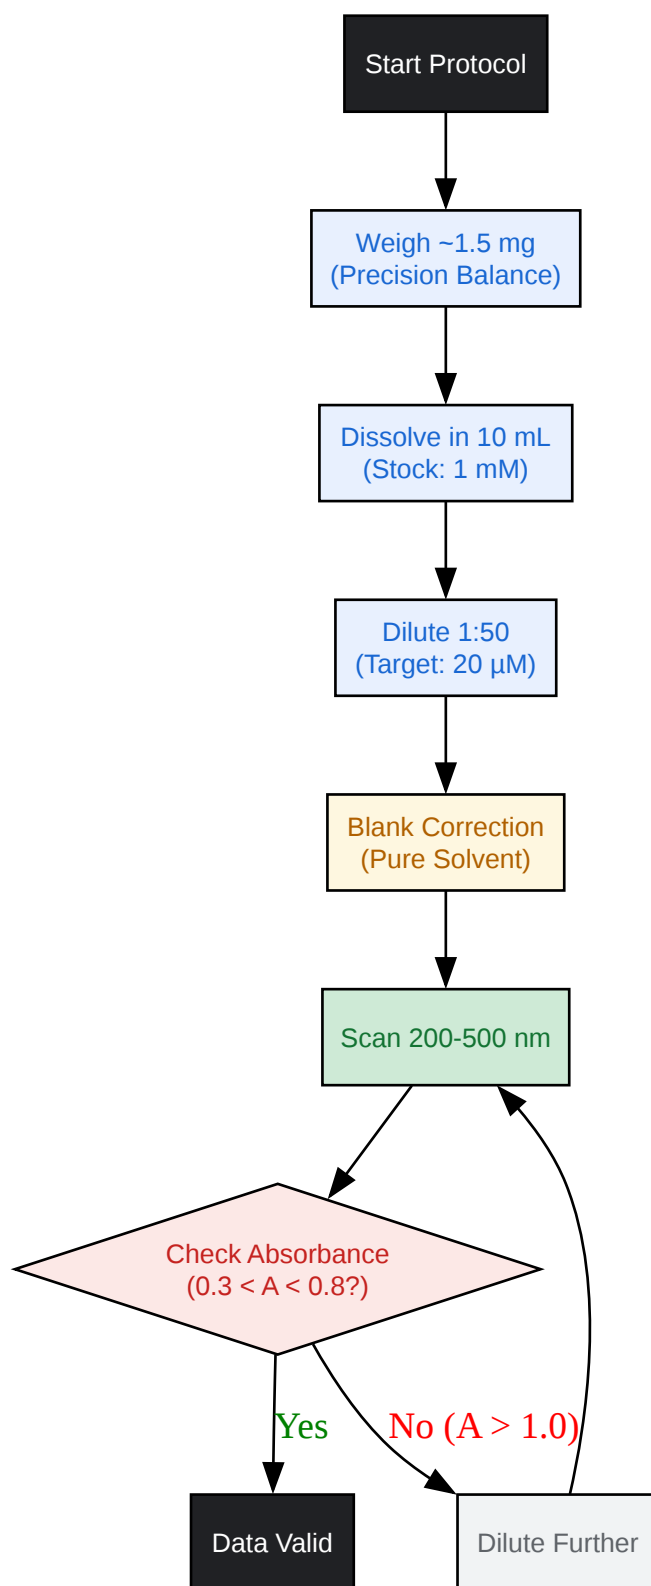 Start Protocol
Weigh ~1.5 mg
(Precision Balance)
Dissolve in 10 mL
(Stock: 1 mM)
Dilute 1:50
(Target: 20 µM)
Blank Correction
(Pure Solvent)
Scan 200-500 nm
Check Absorbance
(0.3 < A < 0.8?)
Yes
No (A > 1.0)
Data Valid
Dilute Further